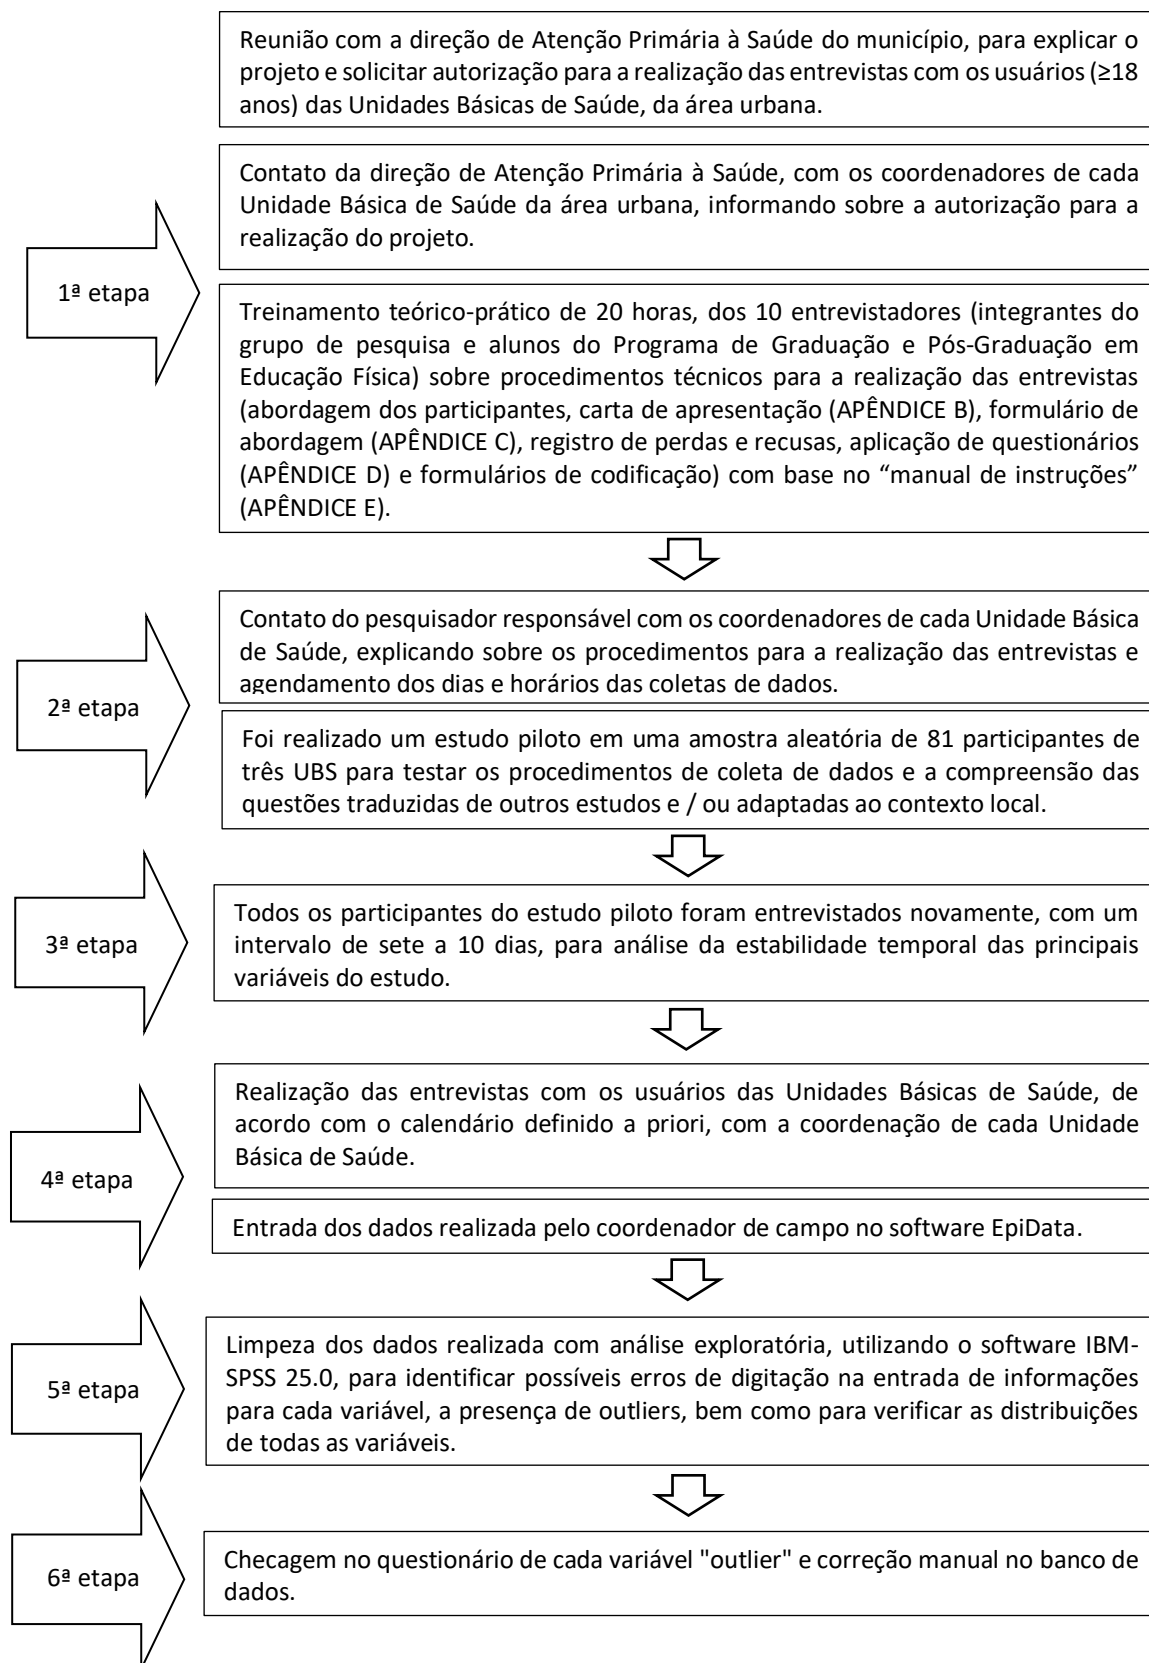 Reunião com a direção de Atenção Primária à Saúde do município, para explicar o
projeto e solicitar autorização para a realização das entrevistas com os usuários (≥18
anos) das Unidades Básicas de Saúde, da área urbana.
Contato da direção de Atenção Primária à Saúde, com os coordenadores de cada
Unidade Básica de Saúde da área urbana, informando sobre a autorização para a
realização do projeto.
1ª etapa
Treinamento teórico-prático de 20 horas, dos 10 entrevistadores (integrantes do
grupo de pesquisa e alunos do Programa de Graduação e Pós-Graduação em
Educação Física) sobre procedimentos técnicos para a realização das entrevistas
(abordagem dos participantes, carta de apresentação (APÊNDICE B), formulário de
abordagem (APÊNDICE C), registro de perdas e recusas, aplicação de questionários
(APÊNDICE D) e formulários de codificação) com base no “manual de instruções”
(APÊNDICE E).
2ª etapa
Contato do pesquisador responsável com os coordenadores de cada Unidade Básica
de Saúde, explicando sobre os procedimentos para a realização das entrevistas e
agendamento dos dias e horários das coletas de dados.
Foi realizado um estudo piloto em uma amostra aleatória de 81 participantes de
três UBS para testar os procedimentos de coleta de dados e a compreensão das
questões traduzidas de outros estudos e / ou adaptadas ao contexto local.
3ª etapa
Todos os participantes do estudo piloto foram entrevistados novamente, com um
intervalo de sete a 10 dias, para análise da estabilidade temporal das principais
variáveis do estudo.
4ª etapa
Realização das entrevistas com os usuários das Unidades Básicas de Saúde, de
acordo com o calendário definido a priori, com a coordenação de cada Unidade
Básica de Saúde.
Entrada dos dados realizada pelo coordenador de campo no software EpiData.
5ª etapa
Limpeza dos dados realizada com análise exploratória, utilizando o software IBM-
SPSS 25.0, para identificar possíveis erros de digitação na entrada de informações
para cada variável, a presença de outliers, bem como para verificar as distribuições
de todas as variáveis.
6ª etapa
Checagem no questionário de cada variável "outlier" e correção manual no banco de
dados.